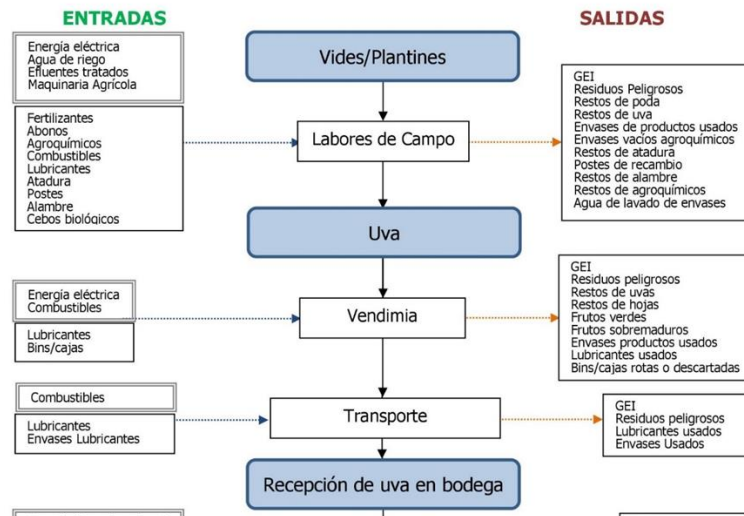 ENTRADAS
SALIDAS
Energía eléctrica
Agua de riego
Efluentes tratados
Maquinaria Agrícola
Vides/Plantines
GEI
Residuos Peligrosos
Restos de poda
Restos de uva
Envases de productos usados
Envases vacíos agroquímicos
Restos de atadura
Postes de recambio
Restos de alambre
Restos de agroquímicos
Agua de lavado de envases
Fertilizantes
Abonos
Agroquímicos
Combustibles
Lubricantes
Atadura
Postes
Alambre
Cebos biológicos
Labores de Campo
Uva
Energía eléctrica
Combustibles
Lubricantes
Bins/cajas
Vendimia
GEI
Residuos peligrosos
Restos de uvas
Restos de hojas
Frutos verdes
Frutos sobremaduros
Envases productos usados
Lubricantes usados
Bins/cajas rotas o descartadas
Combustibles
Lubricantes
Envases Lubricantes
Transporte
GEI
Residuos peligrosos
Lubricantes usados
Envases Usados
Recepción de uva en bodega